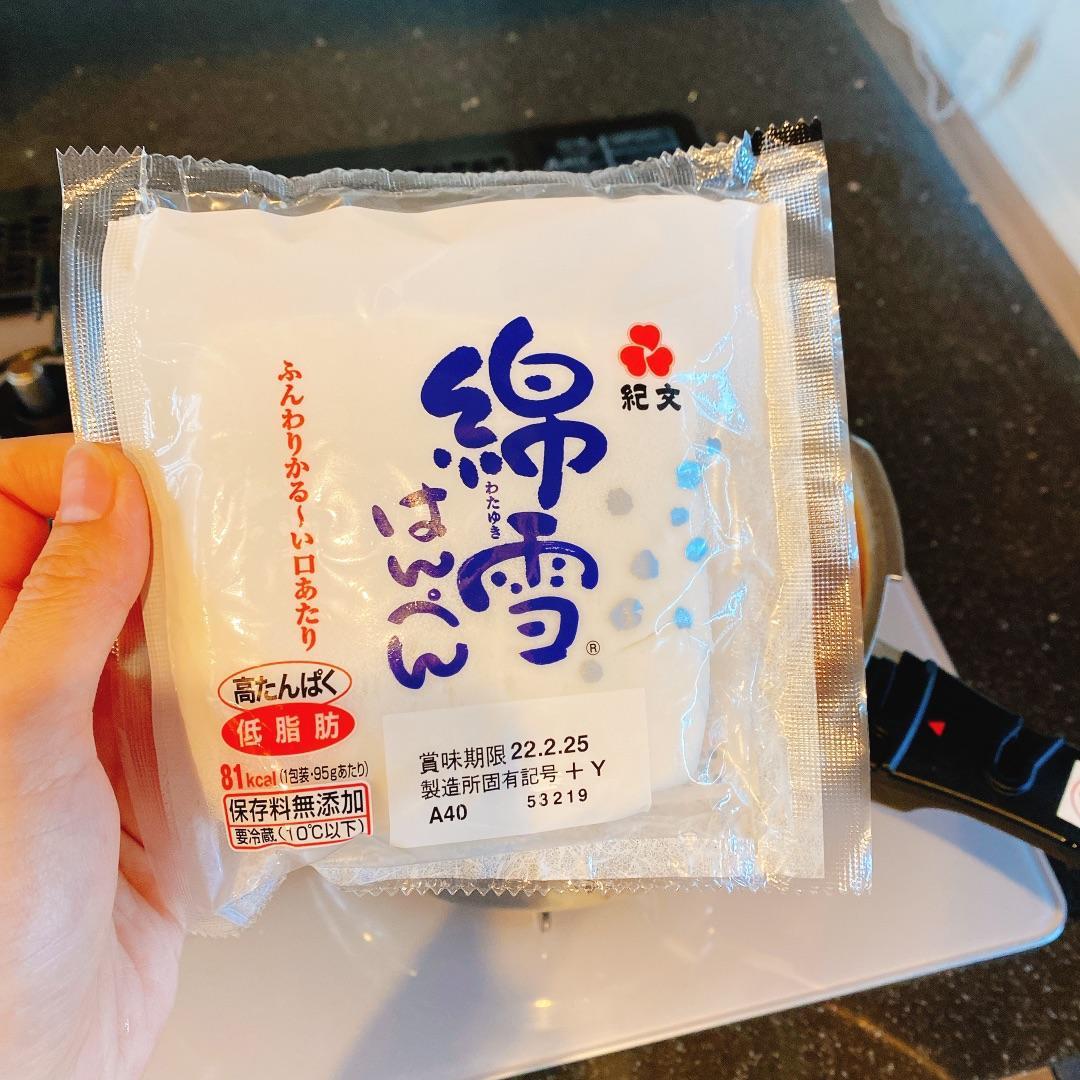 紀文
綿雪
わたゆき
はんぺん
®
ふんわりかる～い口あたり
高たんぱく
低脂肪
81kcal(1包装・95gあたり)
保存料無添加
要冷蔵(10℃以下)
賞味期限 22.2.25
製造所固有記号 + Y
A40 53219